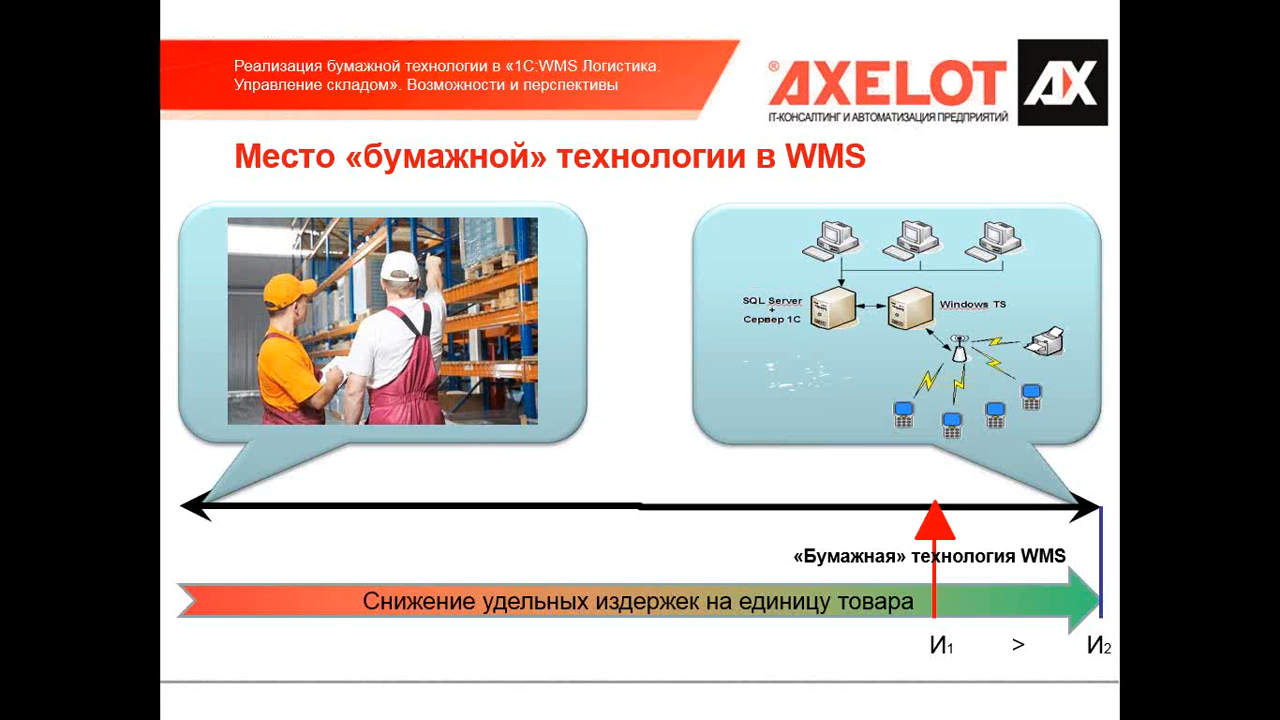 Реализация бумажной технологии в «1С:WMS Логистика.
Управление складом». Возможности и перспективы
® AXELOT AX
IT-КОНСАЛТИНГ И АВТОМАТИЗАЦИЯ ПРЕДПРИЯТИЙ
Место «бумажной» технологии в WMS
SQL Server
+
Сервер 1С
Windows TS
«Бумажная» технология WMS
Снижение удельных издержек на единицу товара
И1 > И2